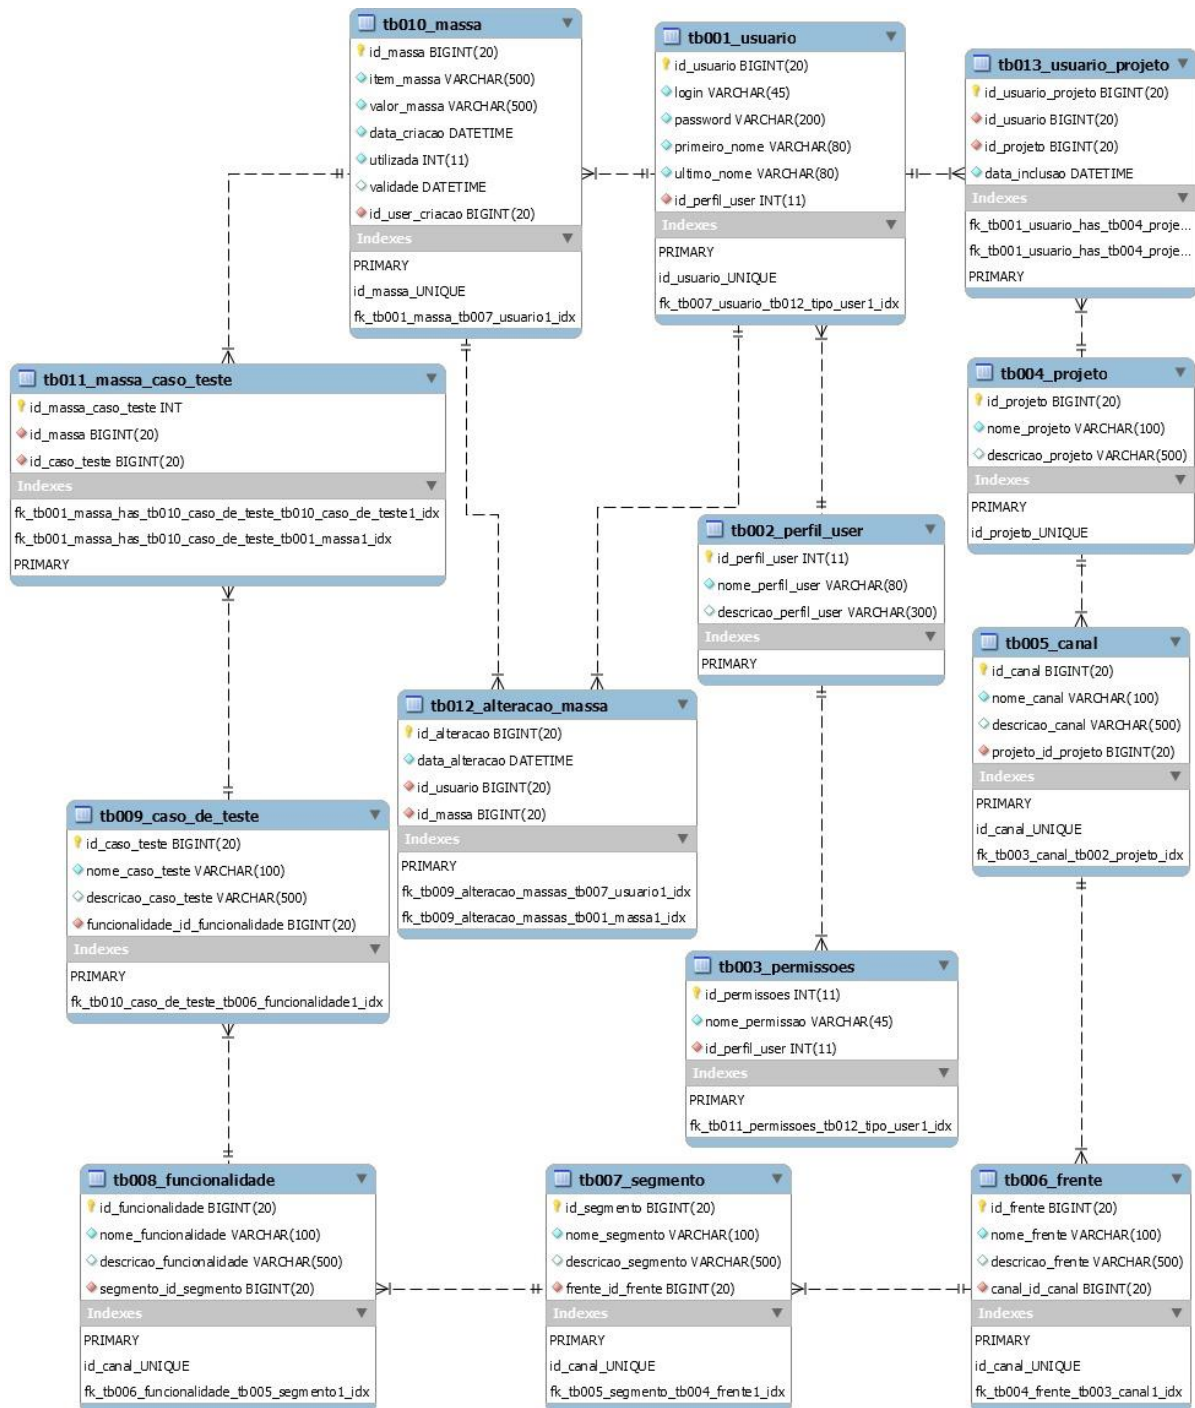 tb010_massa
id_massa BIGINT(20)
item_massa VARCHAR(500)
valor_massa VARCHAR(500)
data_criacao DATETIME
utilizada INT(11)
validade DATETIME
id_user_criacao BIGINT(20)
Indexes
PRIMARY
id_massa_UNIQUE
fk_tb001_massa_tb007_usuario1_idx
tb001_usuario
id_usuario BIGINT(20)
login VARCHAR(45)
password VARCHAR(200)
primeiro_nome VARCHAR(80)
ultimo_nome VARCHAR(80)
id_perfil_user INT(11)
Indexes
PRIMARY
id_usuario_UNIQUE
fk_tb007_usuario_tb012_tipo_user1_idx
tb013_usuario_projeto
id_usuario_projeto BIGINT(20)
id_usuario BIGINT(20)
id_projeto BIGINT(20)
data_inclusao DATETIME
Indexes
fk_tb001_usuario_has_tb004_proje...
fk_tb001_usuario_has_tb004_proje...
PRIMARY
tb011_massa_caso_teste
id_massa_caso_teste INT
id_massa BIGINT(20)
id_caso_teste BIGINT(20)
Indexes
fk_tb001_massa_has_tb010_caso_de_teste_tb010_caso_de_teste1_idx
fk_tb001_massa_has_tb010_caso_de_teste_tb001_massa1_idx
PRIMARY
tb004_projeto
id_projeto BIGINT(20)
nome_projeto VARCHAR(100)
descricao_projeto VARCHAR(500)
Indexes
PRIMARY
id_projeto_UNIQUE
tb002_perfil_user
id_perfil_user INT(11)
nome_perfil_user VARCHAR(80)
descricao_perfil_user VARCHAR(300)
Indexes
PRIMARY
tb005_canal
id_canal BIGINT(20)
nome_canal VARCHAR(100)
descricao_canal VARCHAR(500)
projeto_id_projeto BIGINT(20)
Indexes
PRIMARY
id_canal_UNIQUE
fk_tb003_canal_tb002_projeto_idx
tb012_alteracao_massa
id_alteracao BIGINT(20)
data_alteracao DATETIME
id_usuario BIGINT(20)
id_massa BIGINT(20)
Indexes
PRIMARY
fk_tb009_alteracao_massas_tb007_usuario1_idx
fk_tb009_alteracao_massas_tb001_massa1_idx
tb009_caso_de_teste
id_caso_teste BIGINT(20)
nome_caso_teste VARCHAR(100)
descricao_caso_teste VARCHAR(500)
funcionalidade_id_funcionalidade BIGINT(20)
Indexes
PRIMARY
fk_tb010_caso_de_teste_tb006_funcionalidade1_idx
tb003_permissoes
id_permissoes INT(11)
nome_permissao VARCHAR(45)
id_perfil_user INT(11)
Indexes
PRIMARY
fk_tb011_permissoes_tb012_tipo_user1_idx
tb008_funcionalidade
id_funcionalidade BIGINT(20)
nome_funcionalidade VARCHAR(100)
descricao_funcionalidade VARCHAR(500)
segmento_id_segmento BIGINT(20)
Indexes
PRIMARY
id_canal_UNIQUE
fk_tb006_funcionalidade_tb005_segmento1_idx
tb007_segmento
id_segmento BIGINT(20)
nome_segmento VARCHAR(100)
descricao_segmento VARCHAR(500)
frente_id_frente BIGINT(20)
Indexes
PRIMARY
id_canal_UNIQUE
fk_tb005_segmento_tb004_frente1_idx
tb006_frente
id_frente BIGINT(20)
nome_frente VARCHAR(100)
descricao_frente VARCHAR(500)
canal_id_canal BIGINT(20)
Indexes
PRIMARY
id_canal_UNIQUE
fk_tb004_frente_tb003_canal1_idx